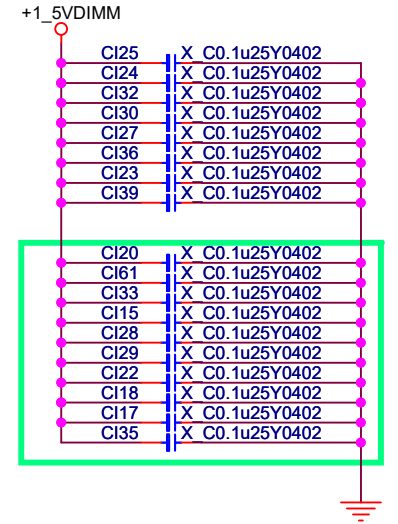 +1_5VDIMM
CI25 X_C0.1u25Y0402
CI24 X_C0.1u25Y0402
CI32 X_C0.1u25Y0402
CI30 X_C0.1u25Y0402
CI27 X_C0.1u25Y0402
CI36 X_C0.1u25Y0402
CI23 X_C0.1u25Y0402
CI39 X_C0.1u25Y0402
CI20 X_C0.1u25Y0402
CI61 X_C0.1u25Y0402
CI33 X_C0.1u25Y0402
CI15 X_C0.1u25Y0402
CI28 X_C0.1u25Y0402
CI29 X_C0.1u25Y0402
CI22 X_C0.1u25Y0402
CI18 X_C0.1u25Y0402
CI17 X_C0.1u25Y0402
CI35 X_C0.1u25Y0402